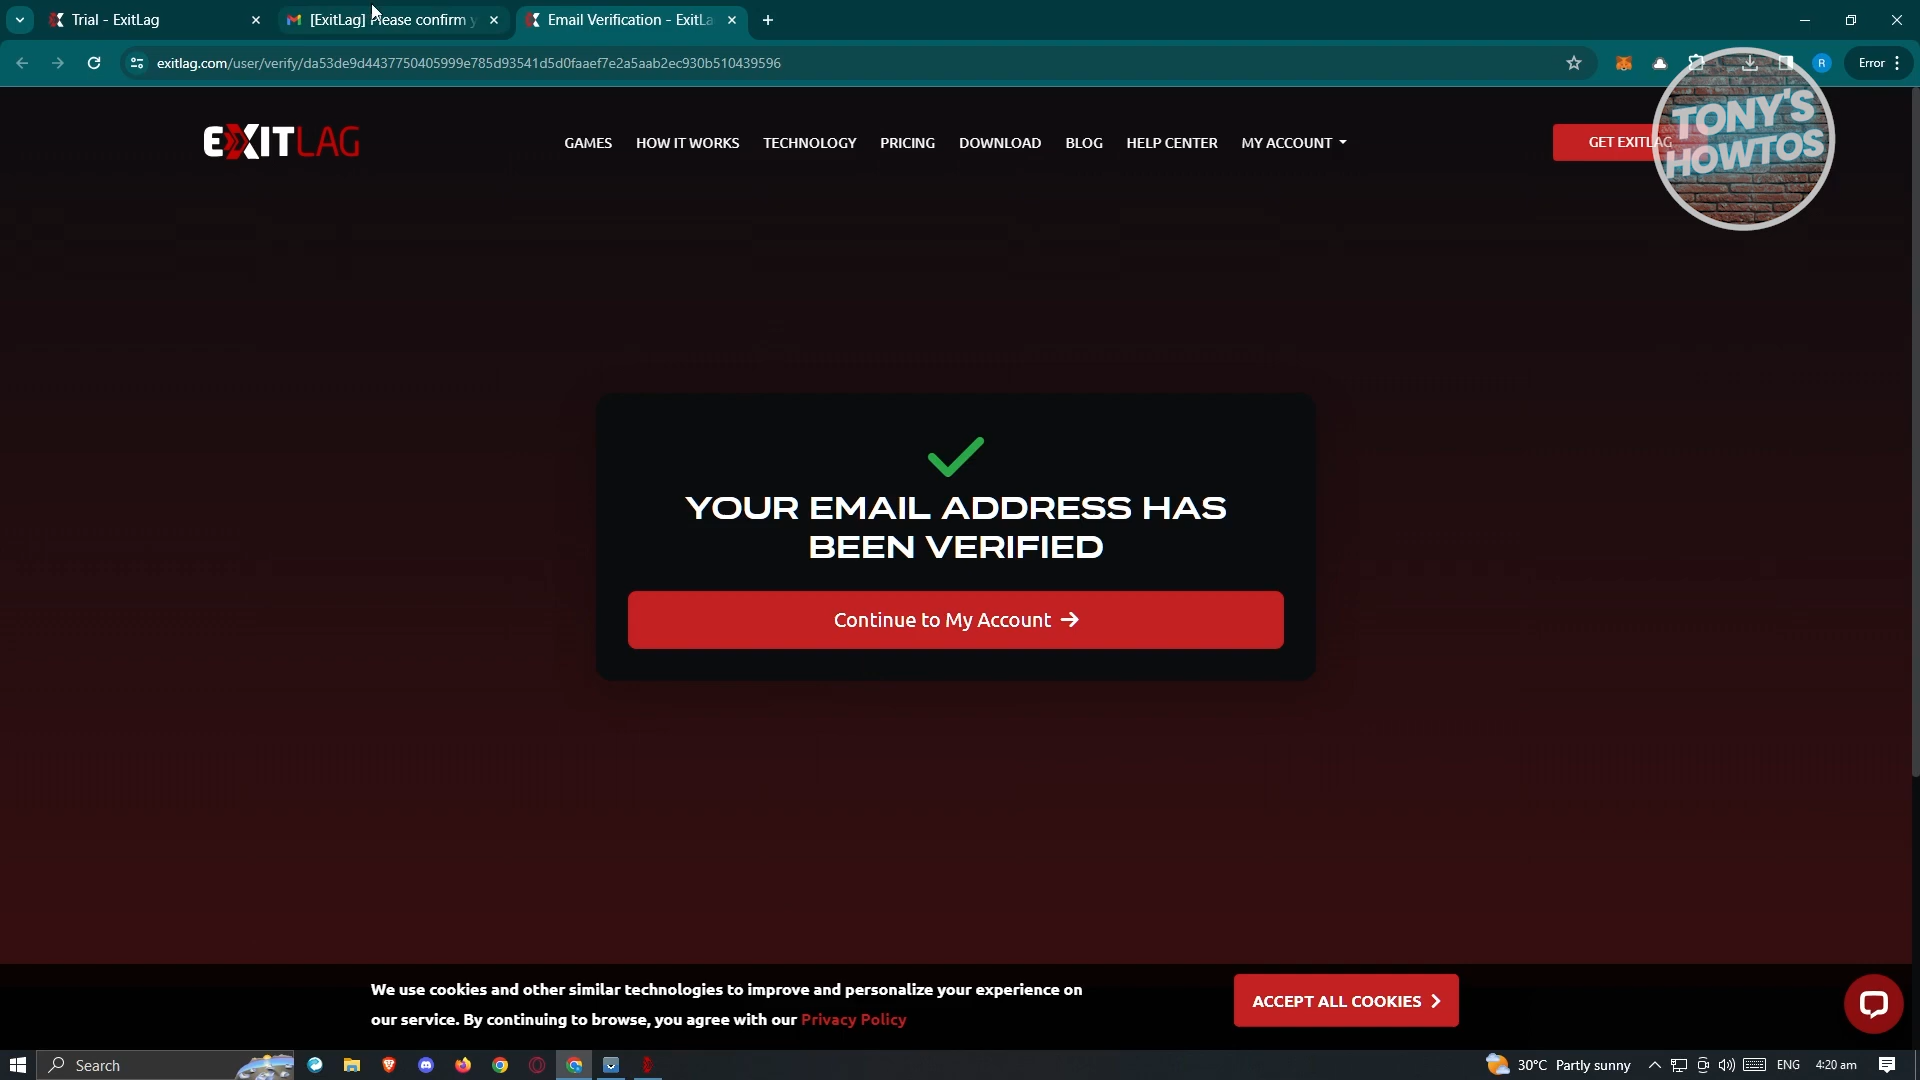 Trial - ExitLag
[ExitLag] Please confirm y
Email Verification - ExitLa
exitlag.com/user/verify/da53de9d4437750405999e785d93541d5d0faaef7e2a5aab2ec930b510439596
R
Error
EXITLAG
GAMES
HOW IT WORKS
TECHNOLOGY
PRICING
DOWNLOAD
BLOG
HELP CENTER
MY ACCOUNT
GET EXITLAG
TONY'S
HOWTOS
YOUR EMAIL ADDRESS HAS
BEEN VERIFIED
Continue to My Account
We use cookies and other similar technologies to improve and personalize your experience on
our service. By continuing to browse, you agree with our Privacy Policy
ACCEPT ALL COOKIES
Search
30°C Partly sunny
ENG
4:20 am